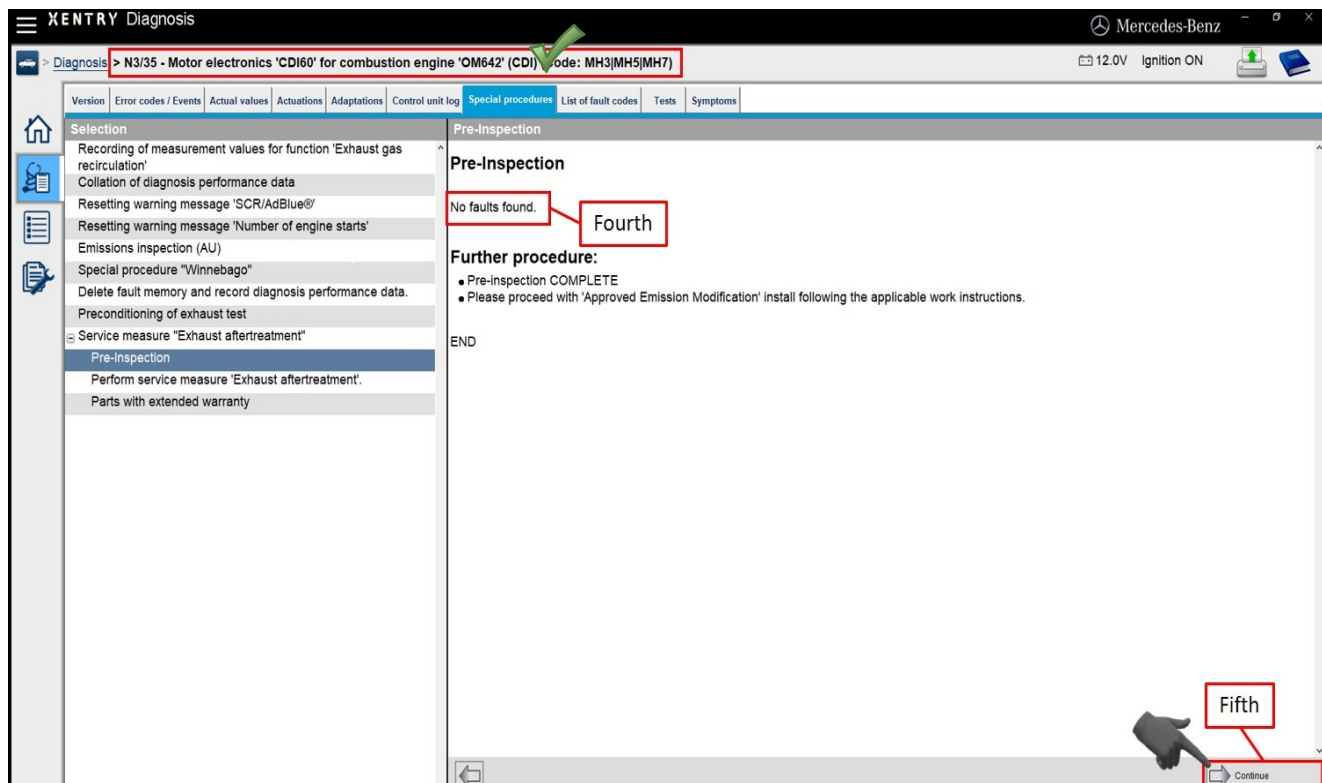 XENTRY Diagnosis
Mercedes-Benz
> Diagnosis > N3/35 - Motor electronics 'CDI60' for combustion engine 'OM642' (CDI) ode: MH3|MH5|MH7)
12.0V Ignition ON
Version Error codes / Events Actual values Actuations Adaptations Control unit log Special procedures List of fault codes Tests Symptoms
Selection
Recording of measurement values for function 'Exhaust gas
recirculation'
Collation of diagnosis performance data
Resetting warning message 'SCR/AdBlue®'
Resetting warning message 'Number of engine starts'
Emissions inspection (AU)
Special procedure "Winnebago"
Delete fault memory and record diagnosis performance data.
Preconditioning of exhaust test
Service measure "Exhaust aftertreatment"
Pre-Inspection
Perform service measure 'Exhaust aftertreatment'.
Parts with extended warranty
Pre-Inspection
Pre-Inspection
No faults found.
Fourth
Further procedure:
• Pre-inspection COMPLETE
• Please proceed with 'Approved Emission Modification' install following the applicable work instructions.
END
Fifth
Continue